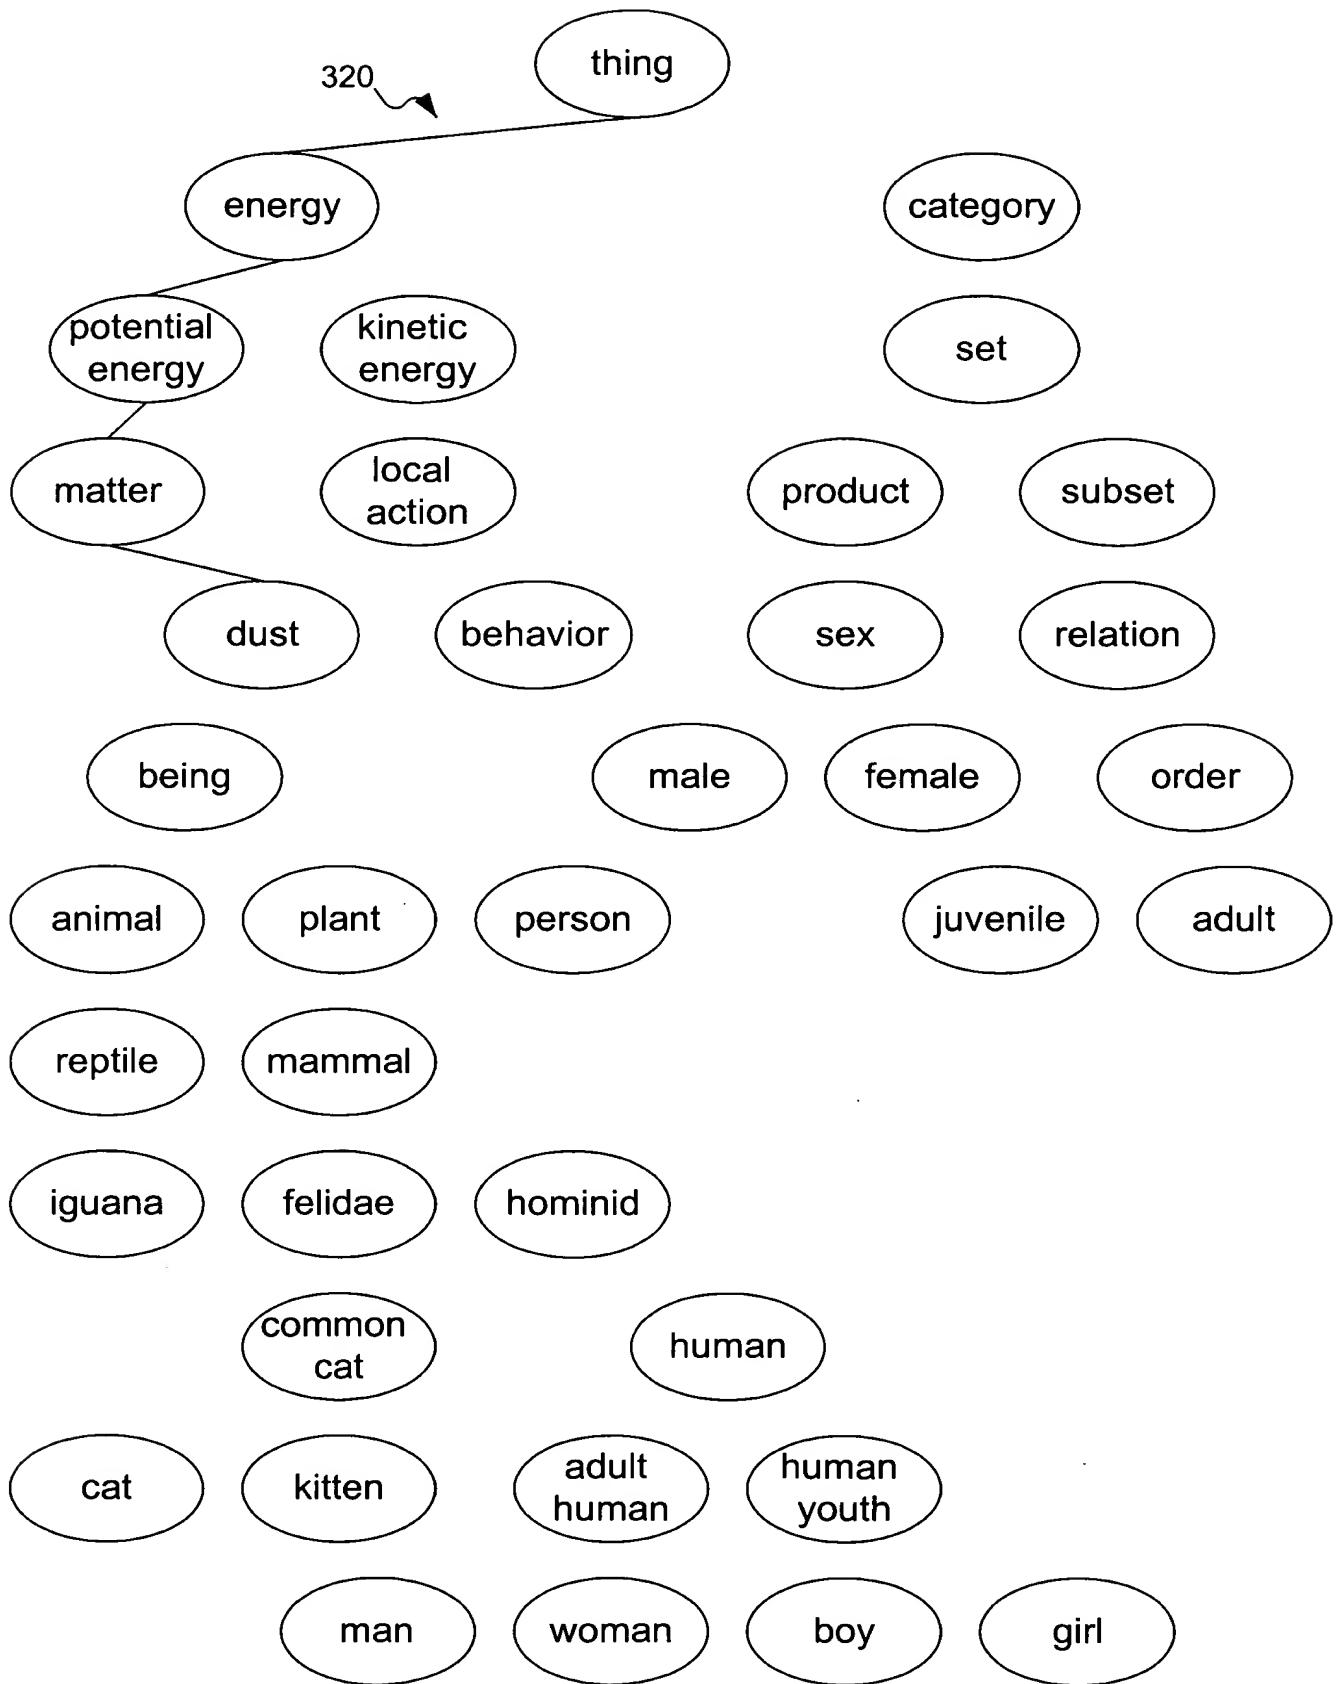 thing
320
energy
category
potential
energy
kinetic
energy
set
matter
local
action
product
subset
dust
behavior
sex
relation
being
male
female
order
animal
plant
person
juvenile
adult
reptile
mammal
iguana
felidae
hominid
common
cat
human
cat
kitten
adult
human
human
youth
man
woman
boy
girl